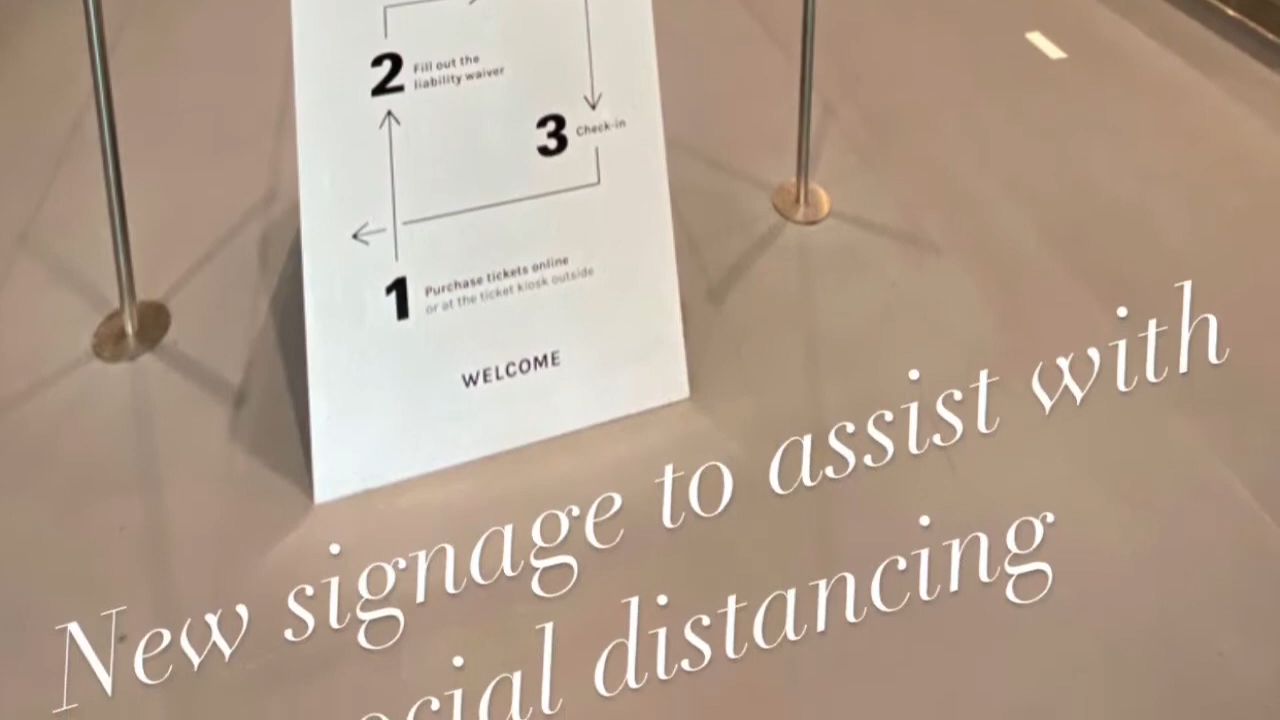 2 Fill out the
liability waiver
3 Check-in
1 Purchase tickets online
or at the ticket kiosk outside
WELCOME
New signage to assist with
social distancing